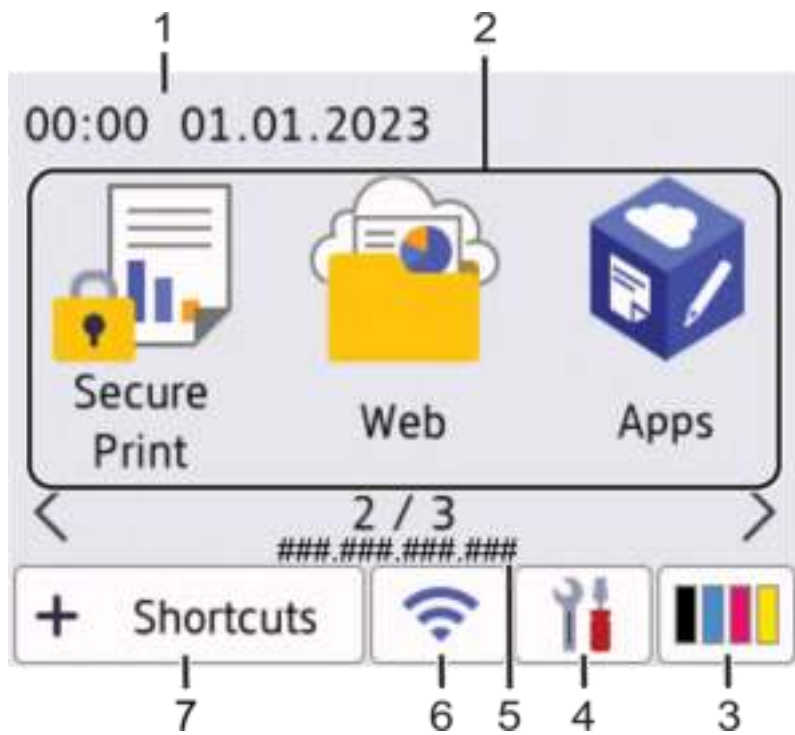 1 2
00:00 01.01.2023
Secure
Print
Web
Apps
< 2 / 3 >
###.###.###.###
+ Shortcuts
7 6 5 4 3